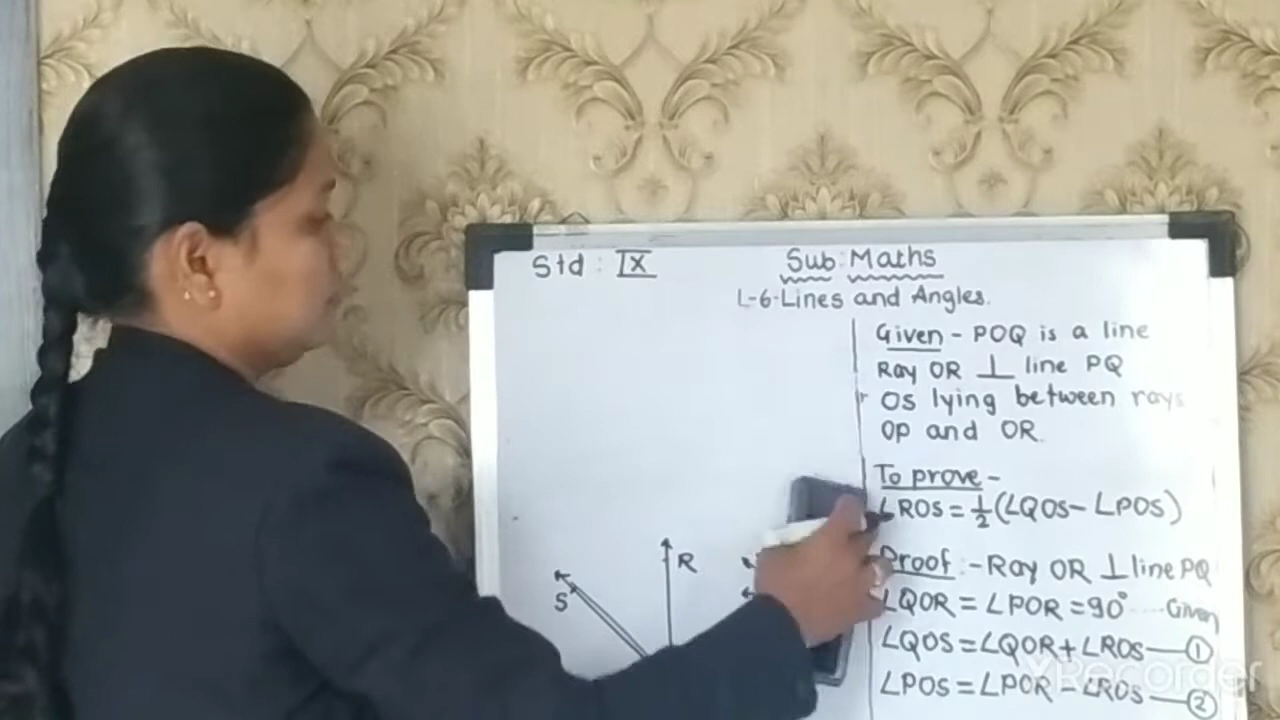 Std : IX
Sub: Maths
L-6-Lines and Angles.
Given - POQ is a line
Ray OR ⊥ line PQ
OS lying between rays
OP and OR.
To prove -
∠ROS = ½(∠QOS - ∠POS)
Proof :- Ray OR ⊥ line PQ
∠QOR = ∠POR = 90° Given
∠QOS = ∠QOR + ∠ROS — ①
∠POS = ∠POR - ∠ROS — ②
R
S
XRecorder